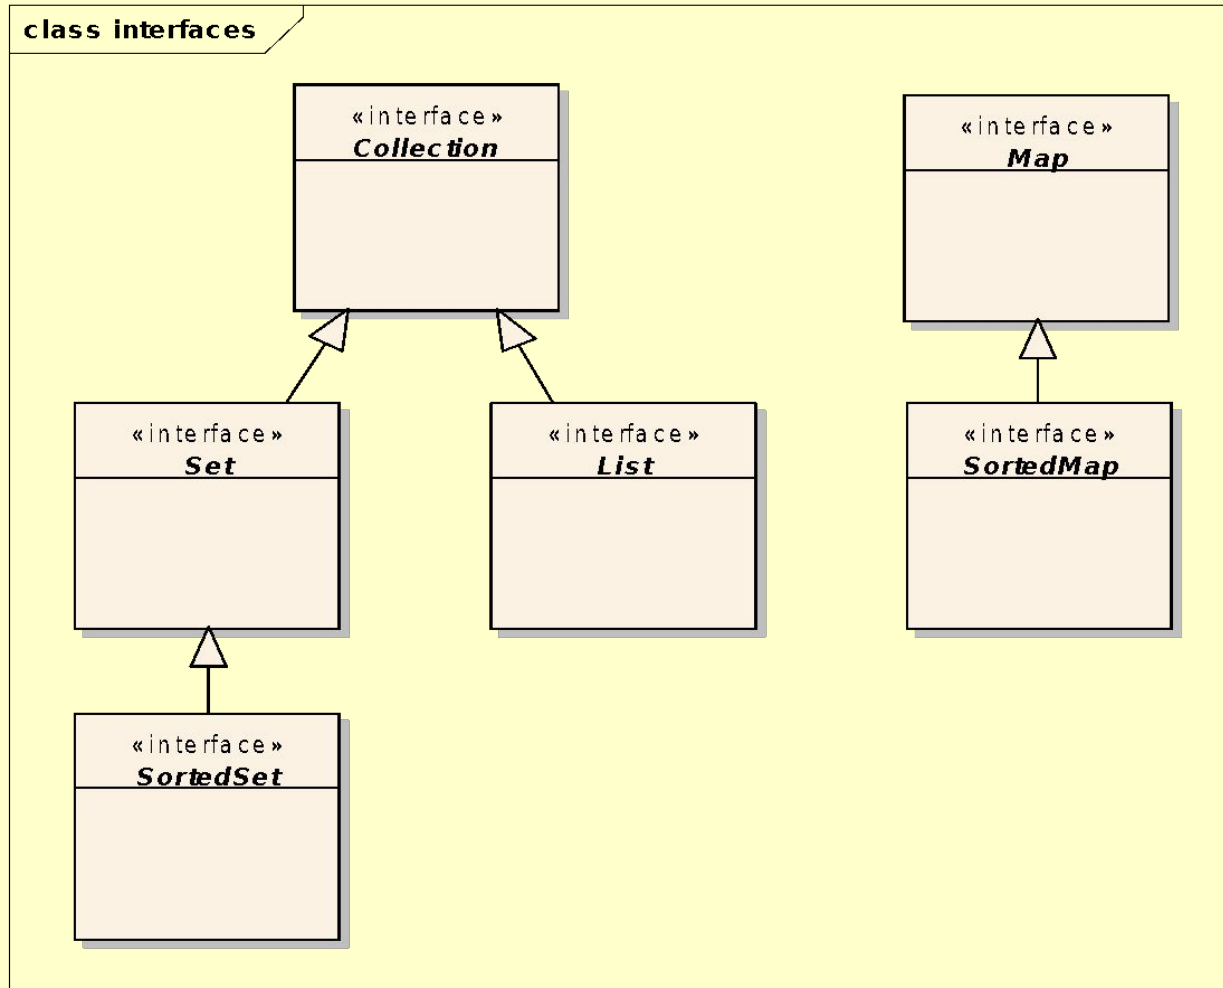 class interfaces
«interface»
Collection
«interface»
Map
«interface»
Set
«interface»
List
«interface»
SortedMap
«interface»
SortedSet